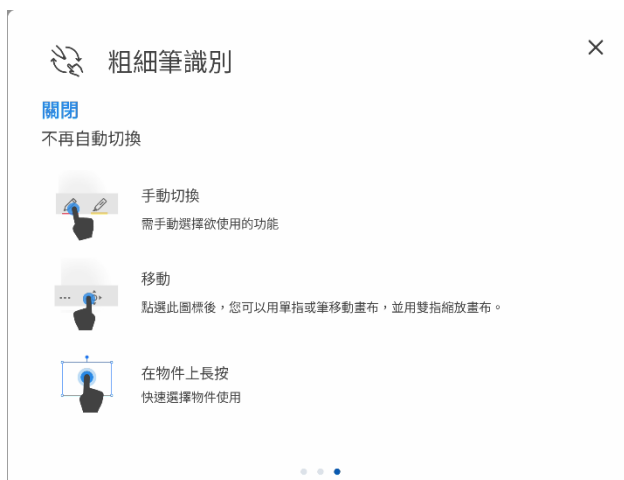 粗細筆識別
關閉
不再自動切換
手動切換
需手動選擇欲使用的功能
移動
點選此圖標後，您可以用單指或筆移動畫布，並用雙指縮放畫布。
在物件上長按
快速選擇物件使用